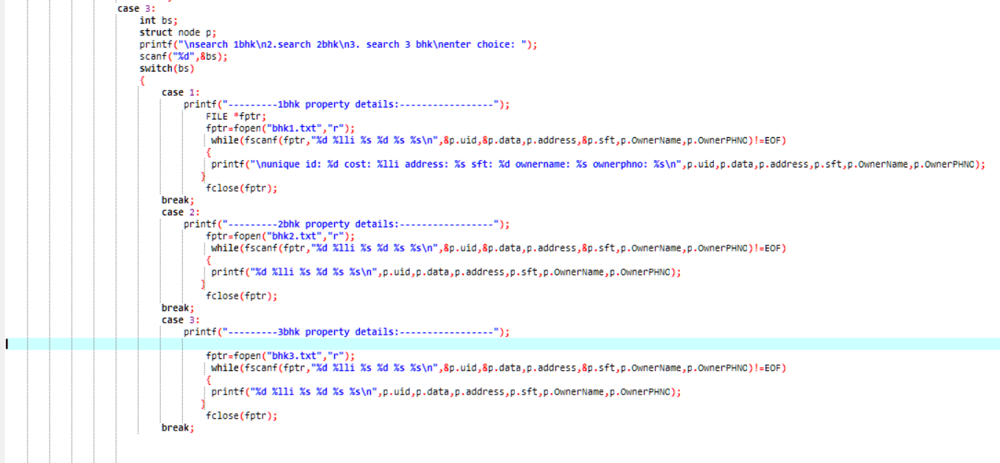 case 3:
int bs;
struct node p;
printf("\nsearch 1bhk\n2.search 2bhk\n3. search 3 bhk\nenter choice: ");
scanf("%d",&bs);
switch(bs)
{
case 1:
printf("---------1bhk property details:-----------------");
FILE *fptr;
fptr=fopen("bhk1.txt","r");
while(fscanf(fptr,"%d %lli %s %d %s %s\n",&p.uid,&p.data,p.address,&p.sft,p.OwnerName,p.OwnerPHNO)!=EOF)
{
printf("\nunique id: %d cost: %lli address: %s sft: %d ownername: %s ownerphno: %s\n",p.uid,p.data,p.address,p.sft,p.OwnerName,p.OwnerPHNO);
}
fclose(fptr);
break;
case 2:
printf("---------2bhk property details:-----------------");
fptr=fopen("bhk2.txt","r");
while(fscanf(fptr,"%d %lli %s %d %s %s\n",&p.uid,&p.data,p.address,&p.sft,p.OwnerName,p.OwnerPHNO)!=EOF)
{
printf("%d %lli %s %d %s %s\n",p.uid,p.data,p.address,p.sft,p.OwnerName,p.OwnerPHNO);
}
fclose(fptr);
break;
case 3:
printf("---------3bhk property details:-----------------");
fptr=fopen("bhk3.txt","r");
while(fscanf(fptr,"%d %lli %s %d %s %s\n",&p.uid,&p.data,p.address,&p.sft,p.OwnerName,p.OwnerPHNO)!=EOF)
{
printf("%d %lli %s %d %s %s\n",p.uid,p.data,p.address,p.sft,p.OwnerName,p.OwnerPHNO);
}
fclose(fptr);
break;